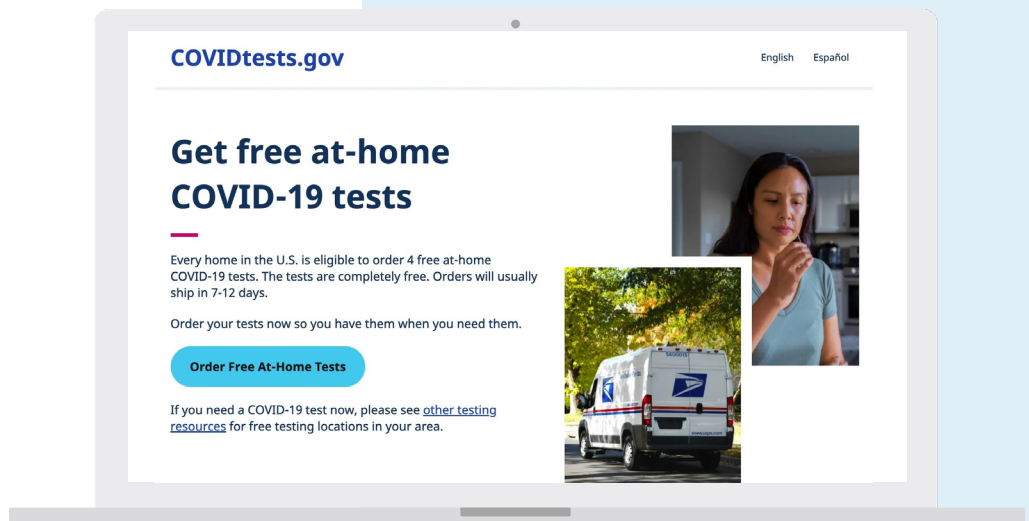 COVIDtests.gov
English Español
Get free at-home
COVID-19 tests
Every home in the U.S. is eligible to order 4 free at-home
COVID-19 tests. The tests are completely free. Orders will usually
ship in 7-12 days.
Order your tests now so you have them when you need them.
Order Free At-Home Tests
If you need a COVID-19 test now, please see other testing
resources for free testing locations in your area.